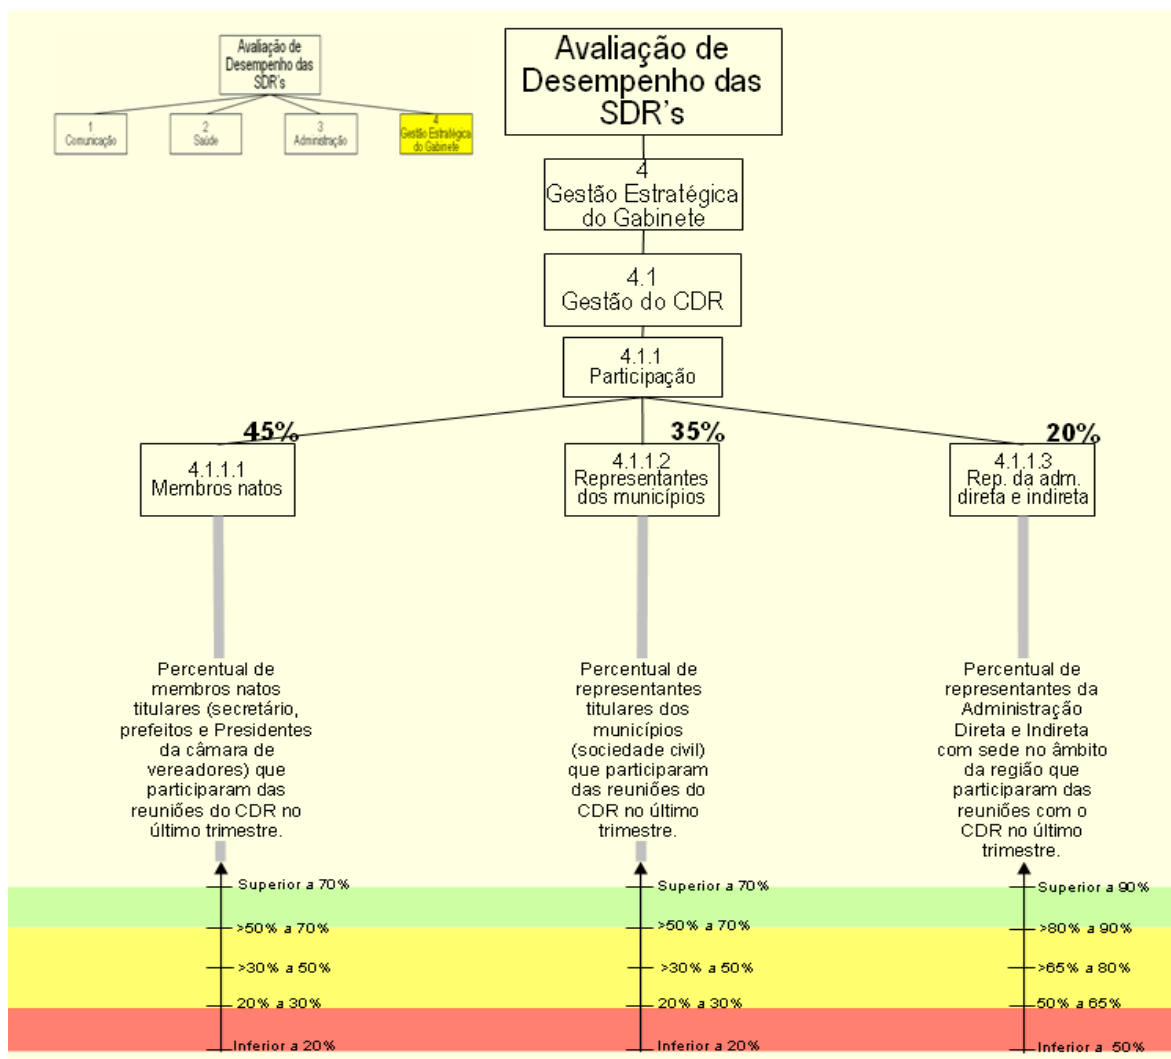 Avaliação de
Desempenho das
SDR's
1
Comunicação
2
Saúde
3
Administração
4
Gestão Estratégica
do Gabinete
Avaliação de
Desempenho das
SDR's
4
Gestão Estratégica
do Gabinete
4.1
Gestão do CDR
4.1.1
Participação
45%
4.1.1.1
Membros natos
35%
4.1.1.2
Representantes
dos municípios
20%
4.1.1.3
Rep. da adm.
direta e indireta
Percentual de
membros natos
titulares (secretário,
prefeitos e Presidentes
da câmara de
vereadores) que
participaram das
reuniões do CDR no
último trimestre.
Percentual de
representantes
titulares dos
municípios
(sociedade civil)
que participaram
das reuniões do
CDR no último
trimestre.
Percentual de
representantes da
Administração
Direta e Indireta
com sede no âmbito
da região que
participaram das
reuniões com o
CDR no último
trimestre.
Superior a 70%
>50% a 70%
>30% a 50%
20% a 30%
Inferior a 20%
Superior a 70%
>50% a 70%
>30% a 50%
20% a 30%
Inferior a 20%
Superior a 90%
>80% a 90%
>65% a 80%
50% a 65%
Inferior a 50%